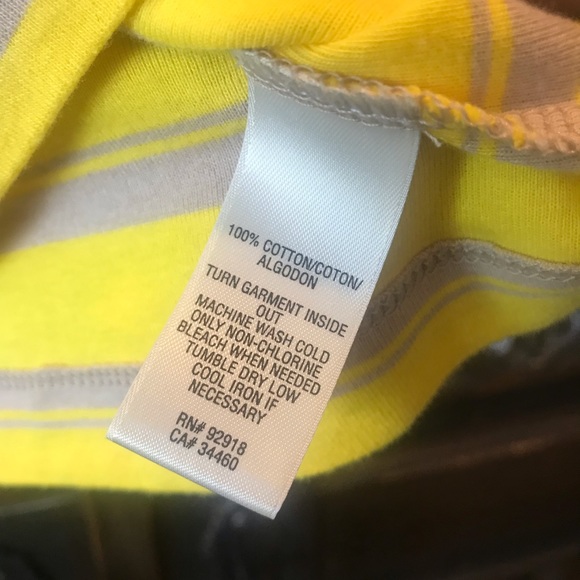 100% COTTON/COTON/
ALGODON
TURN GARMENT INSIDE
OUT
MACHINE WASH COLD
ONLY NON-CHLORINE
BLEACH WHEN NEEDED
TUMBLE DRY LOW
COOL IRON IF
NECESSARY
RN# 92918
CA# 34460